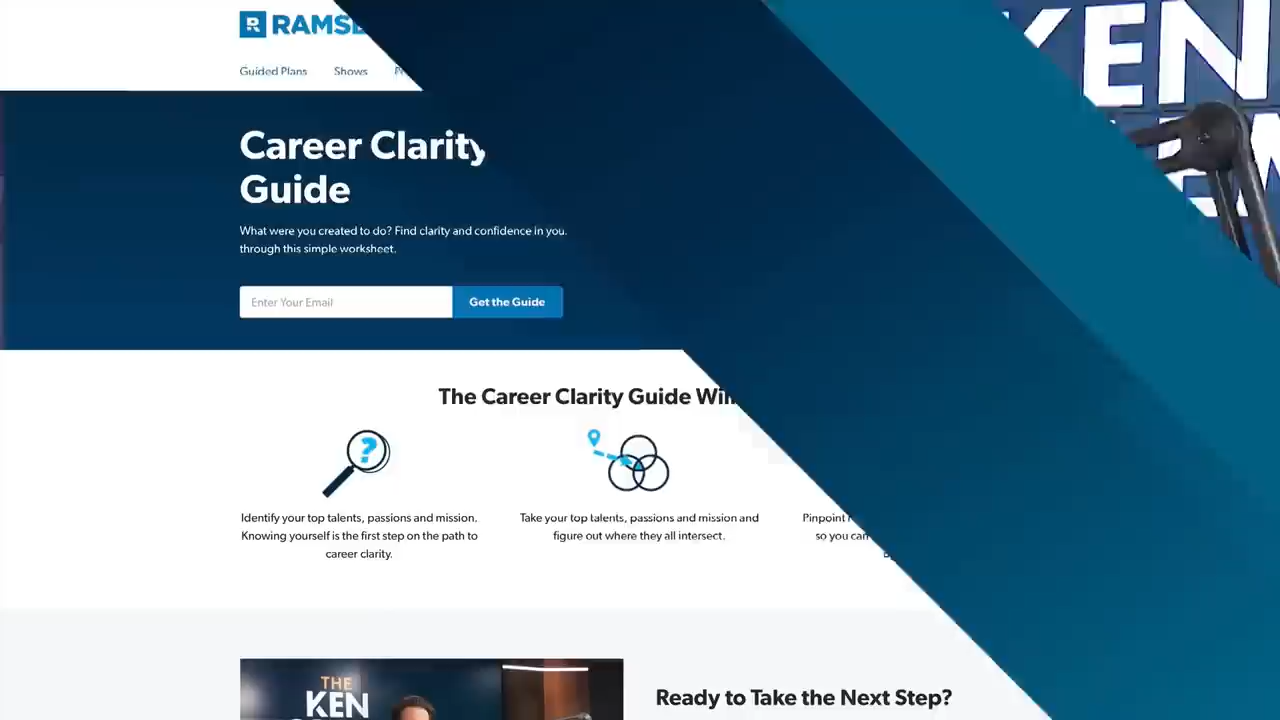 Guided Plans
Shows
KEN
Career Clarity
Guide
What were you created to do? Find clarity and confidence in you.
through this simple worksheet.
Enter Your Email
Get the Guide
The Career Clarity Guide
Identify your top talents, passions and mission.
Knowing yourself is the first step on the path to
career clarity.
Take your top talents, passions and mission and
figure out where they all intersect.
Pinpoint
so you can
THE
KEN
Ready to Take the Next Step?